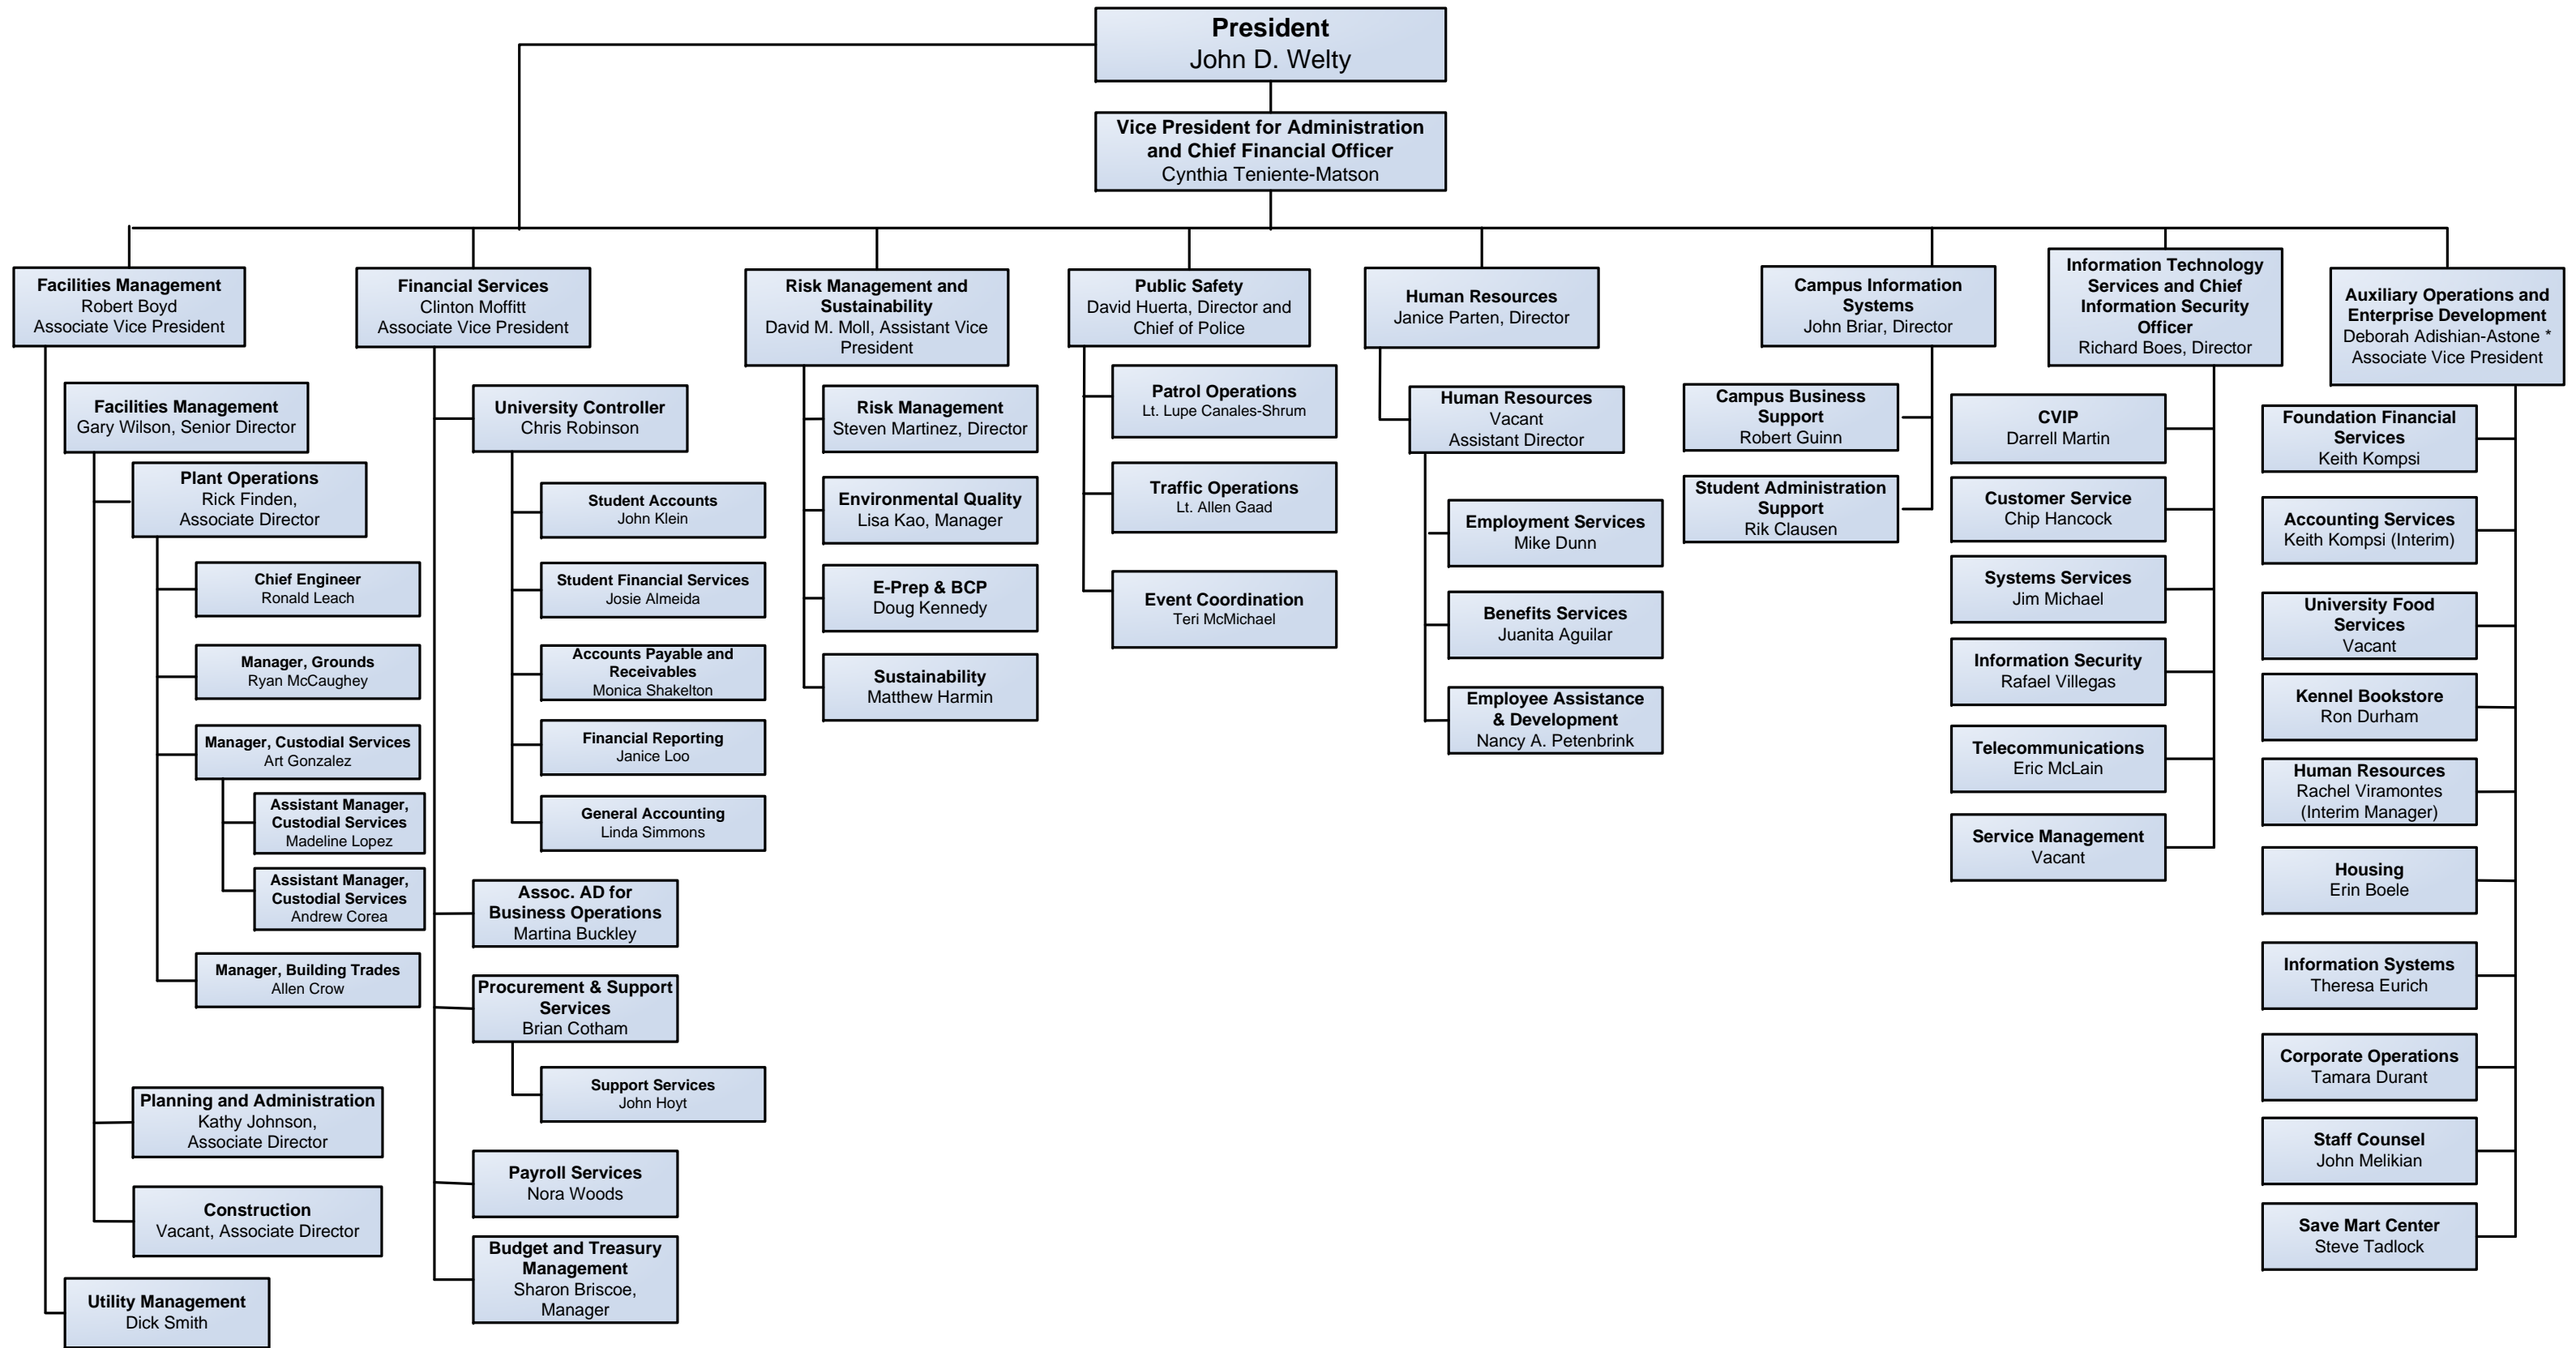 President
John D. Welty
Vice President for Administration
and Chief Financial Officer
Cynthia Teniente-Matson
Facilities Management
Robert Boyd
Associate Vice President
Facilities Management
Gary Wilson, Senior Director
Plant Operations
Rick Finden,
Associate Director
Chief Engineer
Ronald Leach
Manager, Grounds
Ryan McCaughey
Manager, Custodial Services
Art Gonzalez
Assistant Manager,
Custodial Services
Madeline Lopez
Assistant Manager,
Custodial Services
Andrew Corea
Manager, Building Trades
Allen Crow
Planning and Administration
Kathy Johnson,
Associate Director
Construction
Vacant, Associate Director
Utility Management
Dick Smith
Financial Services
Clinton Moffitt
Associate Vice President
University Controller
Chris Robinson
Student Accounts
John Klein
Student Financial Services
Josie Almeida
Accounts Payable and
Receivables
Monica Shakelton
Financial Reporting
Janice Loo
General Accounting
Linda Simmons
Assoc. AD for
Business Operations
Martina Buckley
Procurement & Support
Services
Brian Cotham
Support Services
John Hoyt
Payroll Services
Nora Woods
Budget and Treasury
Management
Sharon Briscoe,
Manager
Risk Management and
Sustainability
David M. Moll, Assistant Vice
President
Risk Management
Steven Martinez, Director
Environmental Quality
Lisa Kao, Manager
E-Prep & BCP
Doug Kennedy
Sustainability
Matthew Harmin
Public Safety
David Huerta, Director and
Chief of Police
Patrol Operations
Lt. Lupe Canales-Shrum
Traffic Operations
Lt. Allen Gaad
Event Coordination
Teri McMichael
Human Resources
Janice Parten, Director
Human Resources
Vacant
Assistant Director
Employment Services
Mike Dunn
Benefits Services
Juanita Aguilar
Employee Assistance
& Development
Nancy A. Petenbrink
Campus Information
Systems
John Briar, Director
Campus Business
Support
Robert Guinn
Student Administration
Support
Rik Clausen
Information Technology
Services and Chief
Information Security
Officer
Richard Boes, Director
CVIP
Darrell Martin
Customer Service
Chip Hancock
Systems Services
Jim Michael
Information Security
Rafael Villegas
Telecommunications
Eric McLain
Service Management
Vacant
Auxiliary Operations and
Enterprise Development
Deborah Adishian-Astone *
Associate Vice President
Foundation Financial
Services
Keith Kompsi
Accounting Services
Keith Kompsi (Interim)
University Food
Services
Vacant
Kennel Bookstore
Ron Durham
Human Resources
Rachel Viramontes
(Interim Manager)
Housing
Erin Boele
Information Systems
Theresa Eurich
Corporate Operations
Tamara Durant
Staff Counsel
John Melikian
Save Mart Center
Steve Tadlock